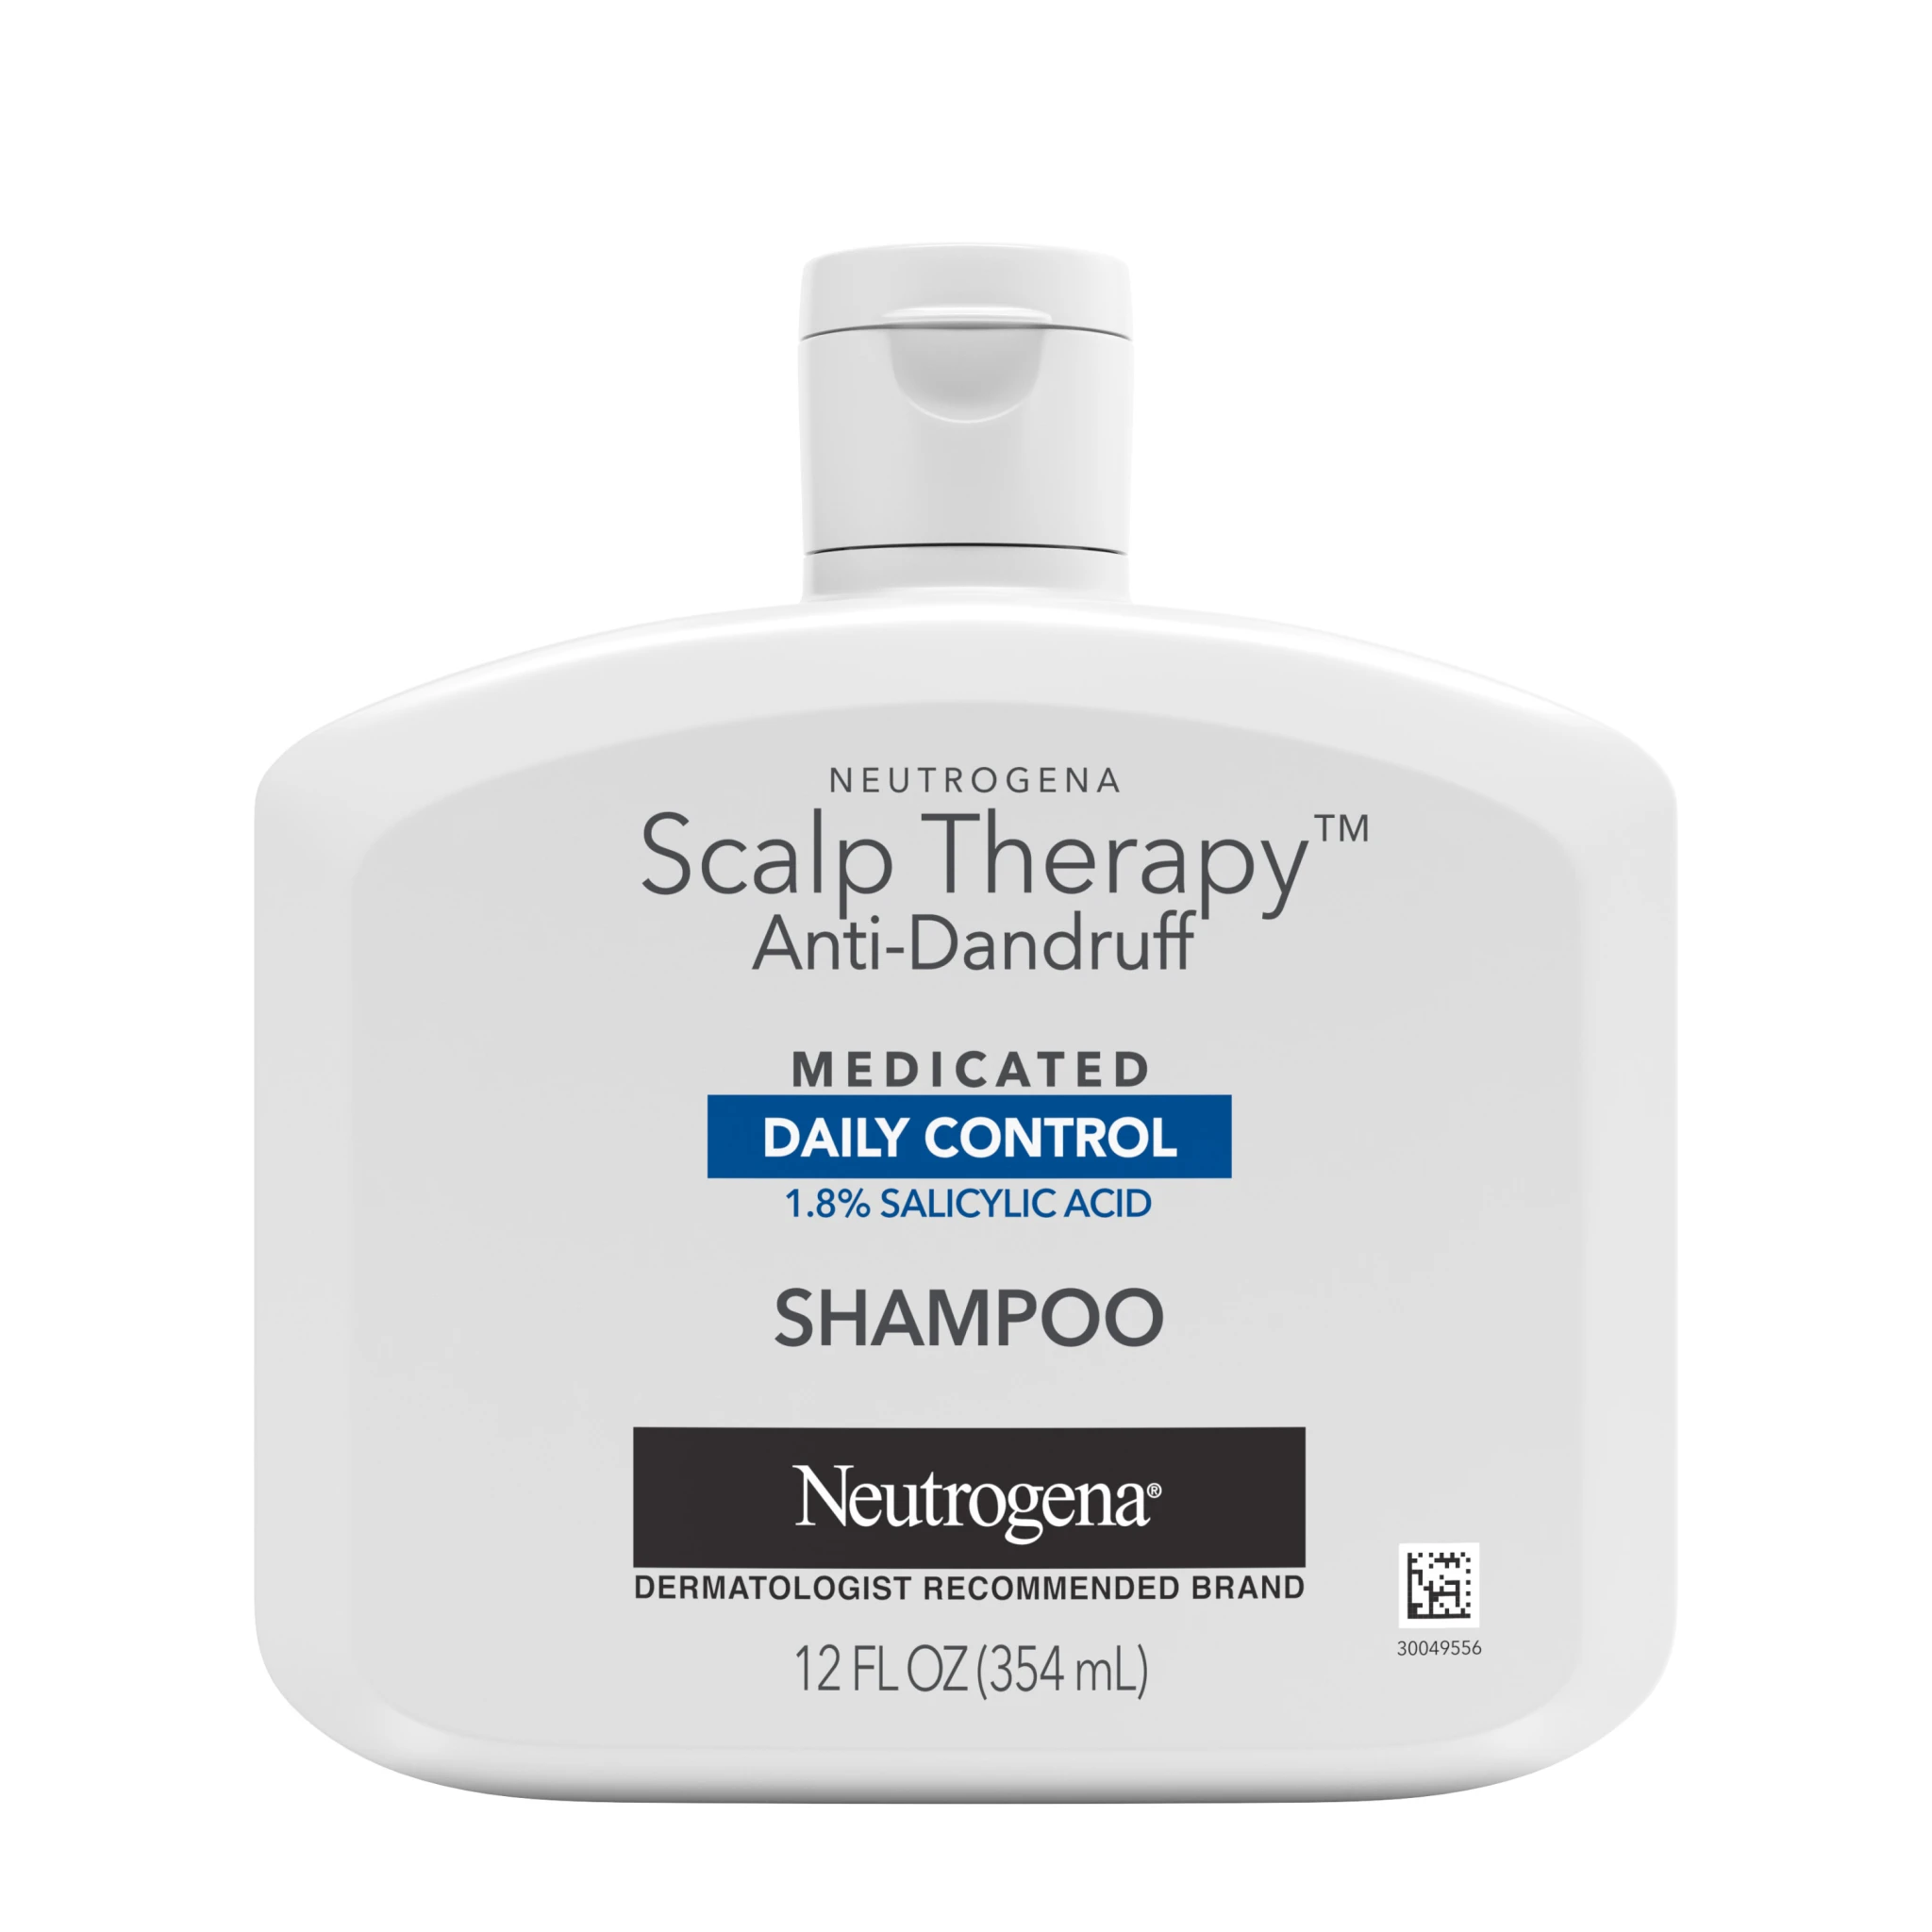 NEUTROGENA
Scalp Therapy™
Anti-Dandruff
MEDICATED
DAILY CONTROL
1.8% SALICYLIC ACID
SHAMPOO
Neutrogena®
DERMATOLOGIST RECOMMENDED BRAND
30049556
12 FL OZ (354 mL)